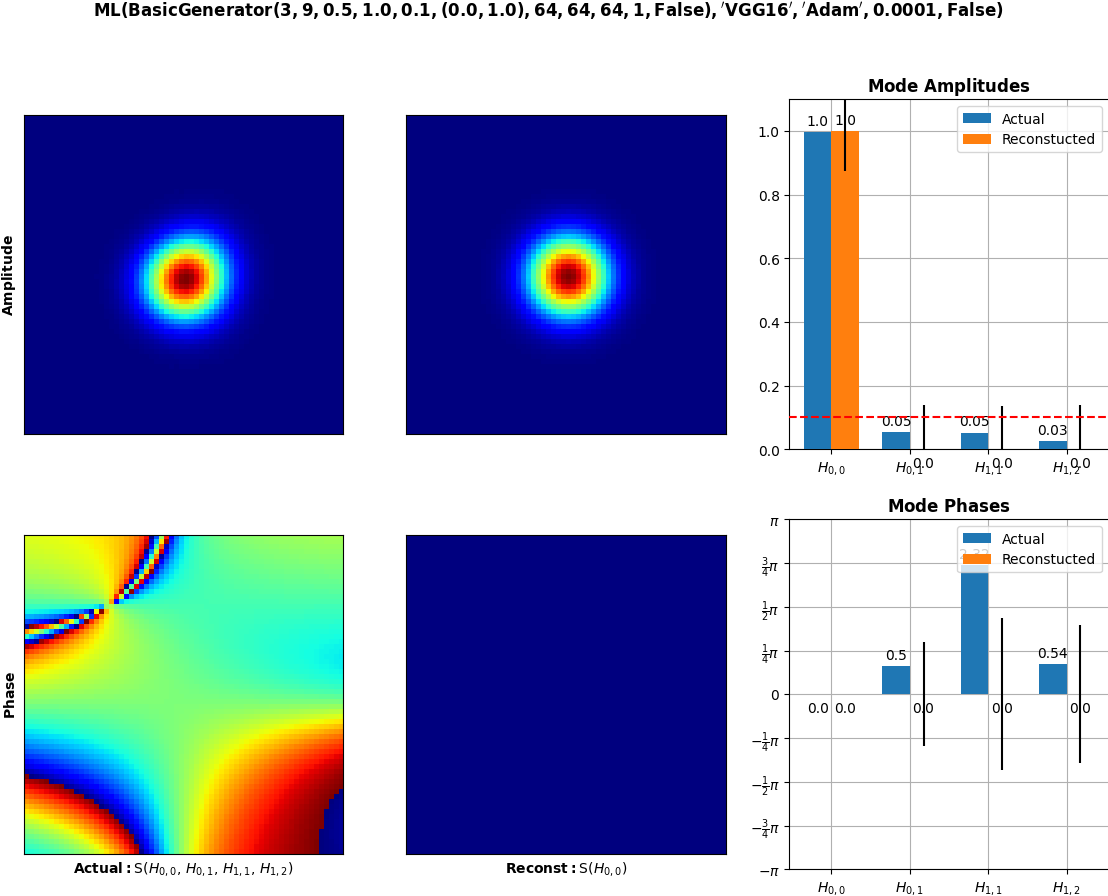 ML(BasicGenerator(3, 9, 0.5, 1.0, 0.1, (0.0, 1.0), 64, 64, 64, 1, False), ′VGG16′, ′Adam′, 0.0001, False)
Amplitude
Mode Amplitudes
Actual
Reconstucted
1.0 1.0
0.05 0.05 0.03
0.0 0.0 0.0
1.0
0.8
0.6
0.4
0.2
0.0
H0,0 H0,1 H1,1 H1,2
Phase
Mode Phases
Actual
Reconstucted
0.5 0.54
0.0 0.0 0.0 0.0 0.0
π
3/4π
1/2π
1/4π
0
−1/4π
−1/2π
−3/4π
−π
H0,0 H0,1 H1,1 H1,2
Actual: S(H0,0, H0,1, H1,1, H1,2)
Reconst: S(H0,0)